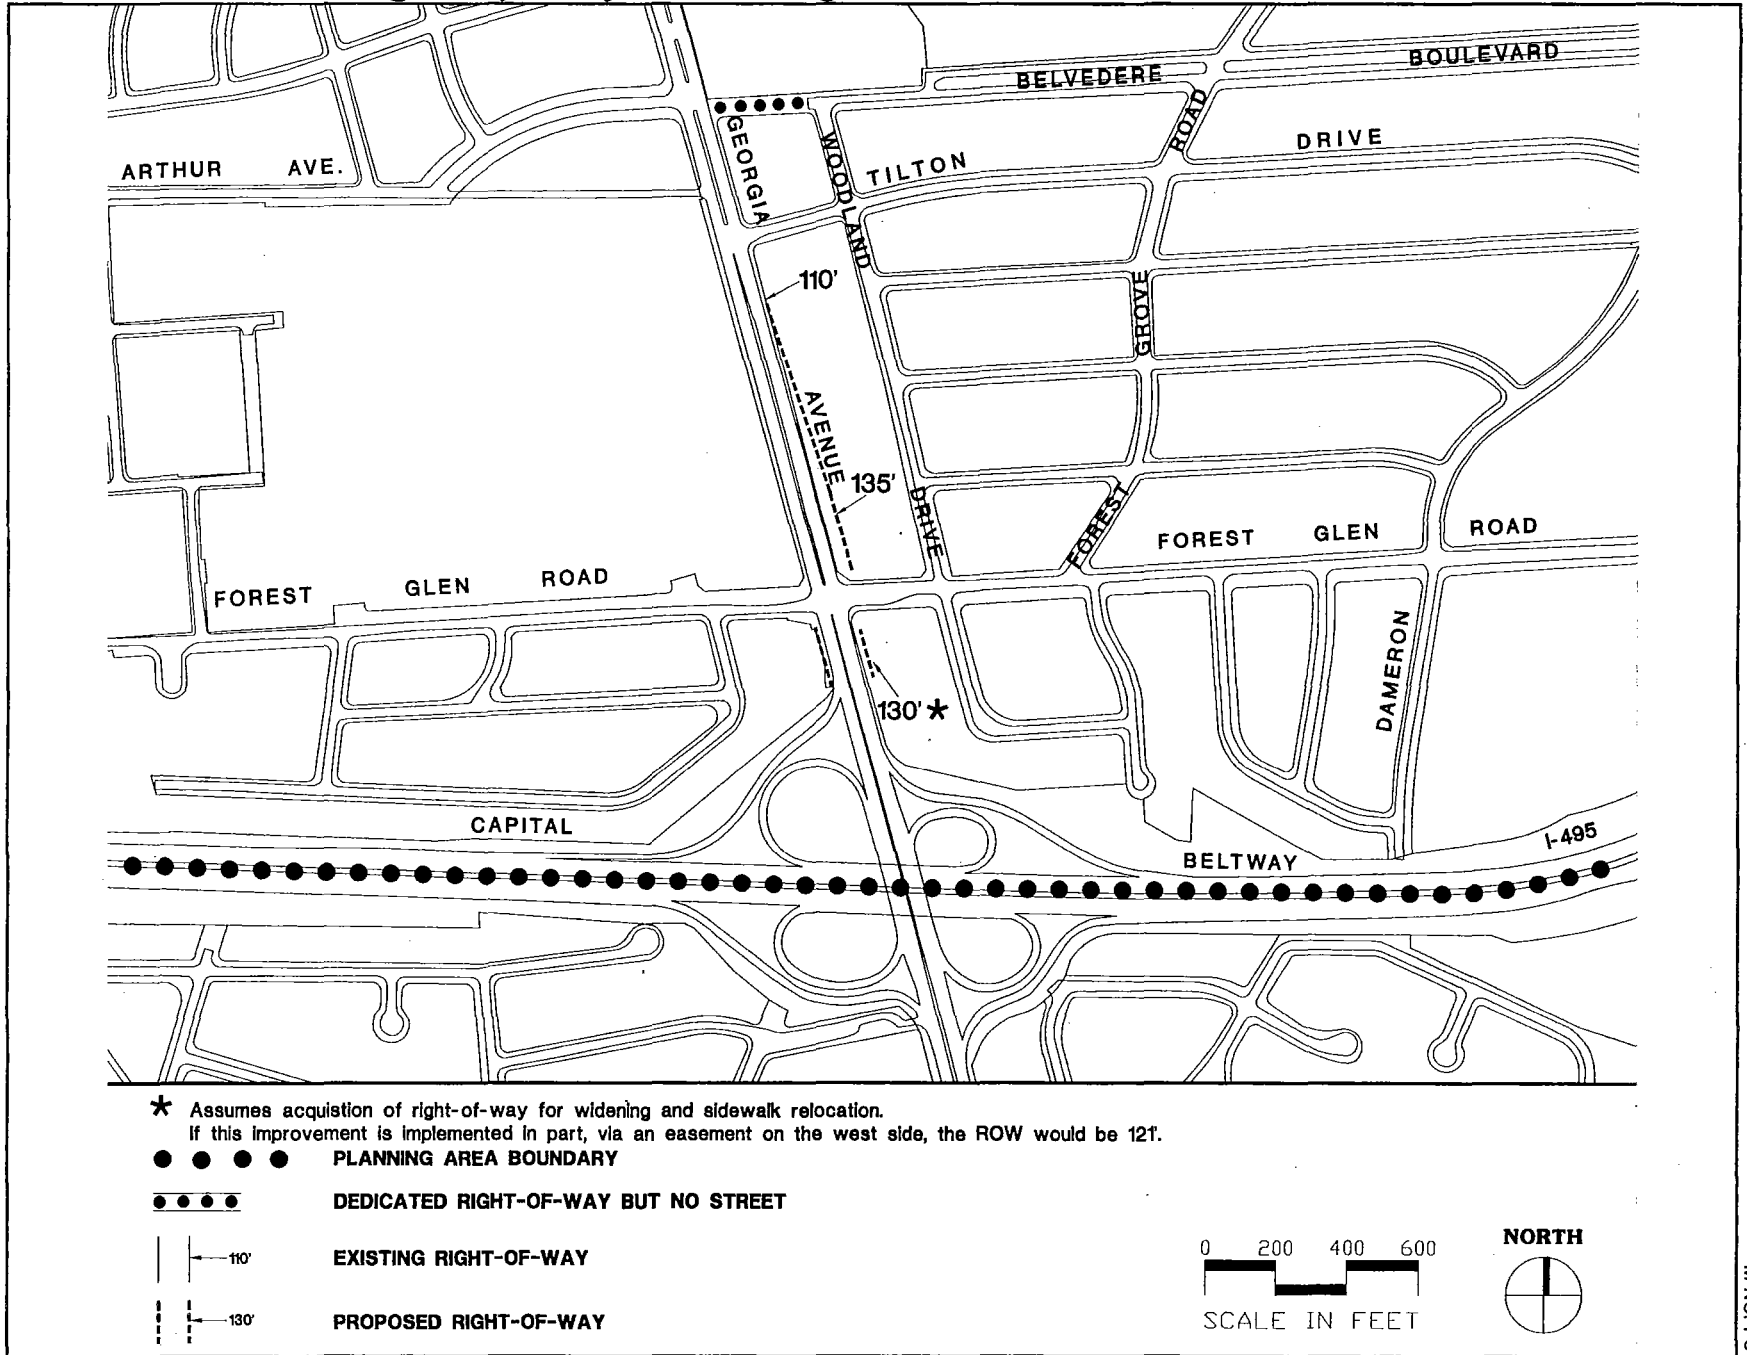 BELVEDERE BOULEVARD
GEORGIA AVENUE
WOODLAND DRIVE
ROAD
ARTHUR AVE.
TILTON DRIVE
110'
GROVE
135'
FOREST
FOREST GLEN ROAD
FOREST GLEN ROAD
DAMERON
130' *
CAPITAL BELTWAY I-495
* Assumes acquistion of right-of-way for widening and sidewalk relocation.
If this improvement is implemented in part, via an easement on the west side, the ROW would be 121'.
PLANNING AREA BOUNDARY
DEDICATED RIGHT-OF-WAY BUT NO STREET
110' EXISTING RIGHT-OF-WAY
130' PROPOSED RIGHT-OF-WAY
0 200 400 600
SCALE IN FEET
NORTH